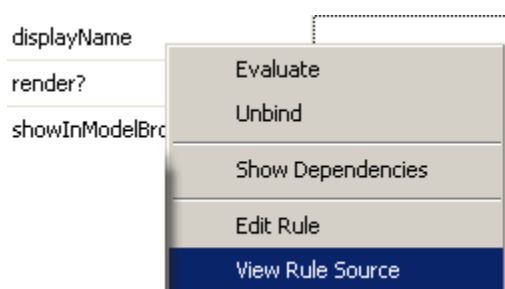 displayName
render?
showInModelBro
Evaluate
Unbind
Show Dependencies
Edit Rule
View Rule Source